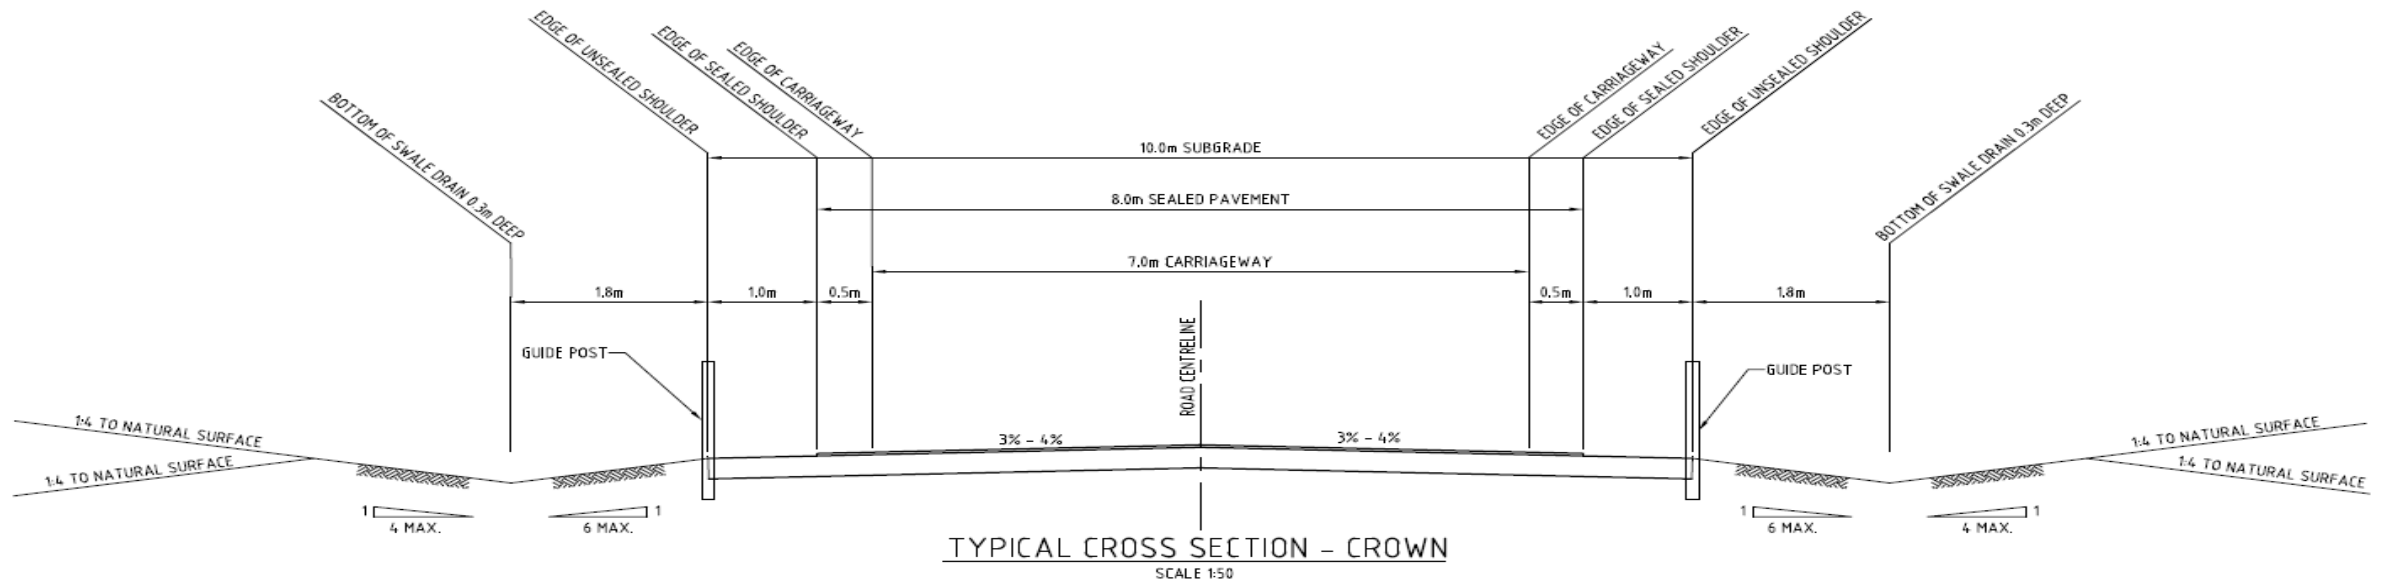 EDGE OF UNSEALED SHOULDER
EDGE OF SEALED SHOULDER
EDGE OF CARRIAGEWAY
BOTTOM OF SWALE DRAIN 0.3m DEEP
EDGE OF CARRIAGEWAY
EDGE OF SEALED SHOULDER
EDGE OF UNSEALED SHOULDER
BOTTOM OF SWALE DRAIN 0.3m DEEP
10.0m SUBGRADE
8.0m SEALED PAVEMENT
7.0m CARRIAGEWAY
1.8m
1.0m
0.5m
0.5m
1.0m
1.8m
ROAD CENTRELINE
GUIDE POST
GUIDE POST
1:4 TO NATURAL SURFACE
1:4 TO NATURAL SURFACE
3% - 4%
3% - 4%
1:4 TO NATURAL SURFACE
1:4 TO NATURAL SURFACE
1
4 MAX.
1
6 MAX.
1
6 MAX.
1
4 MAX.
TYPICAL CROSS SECTION - CROWN
SCALE 1:50